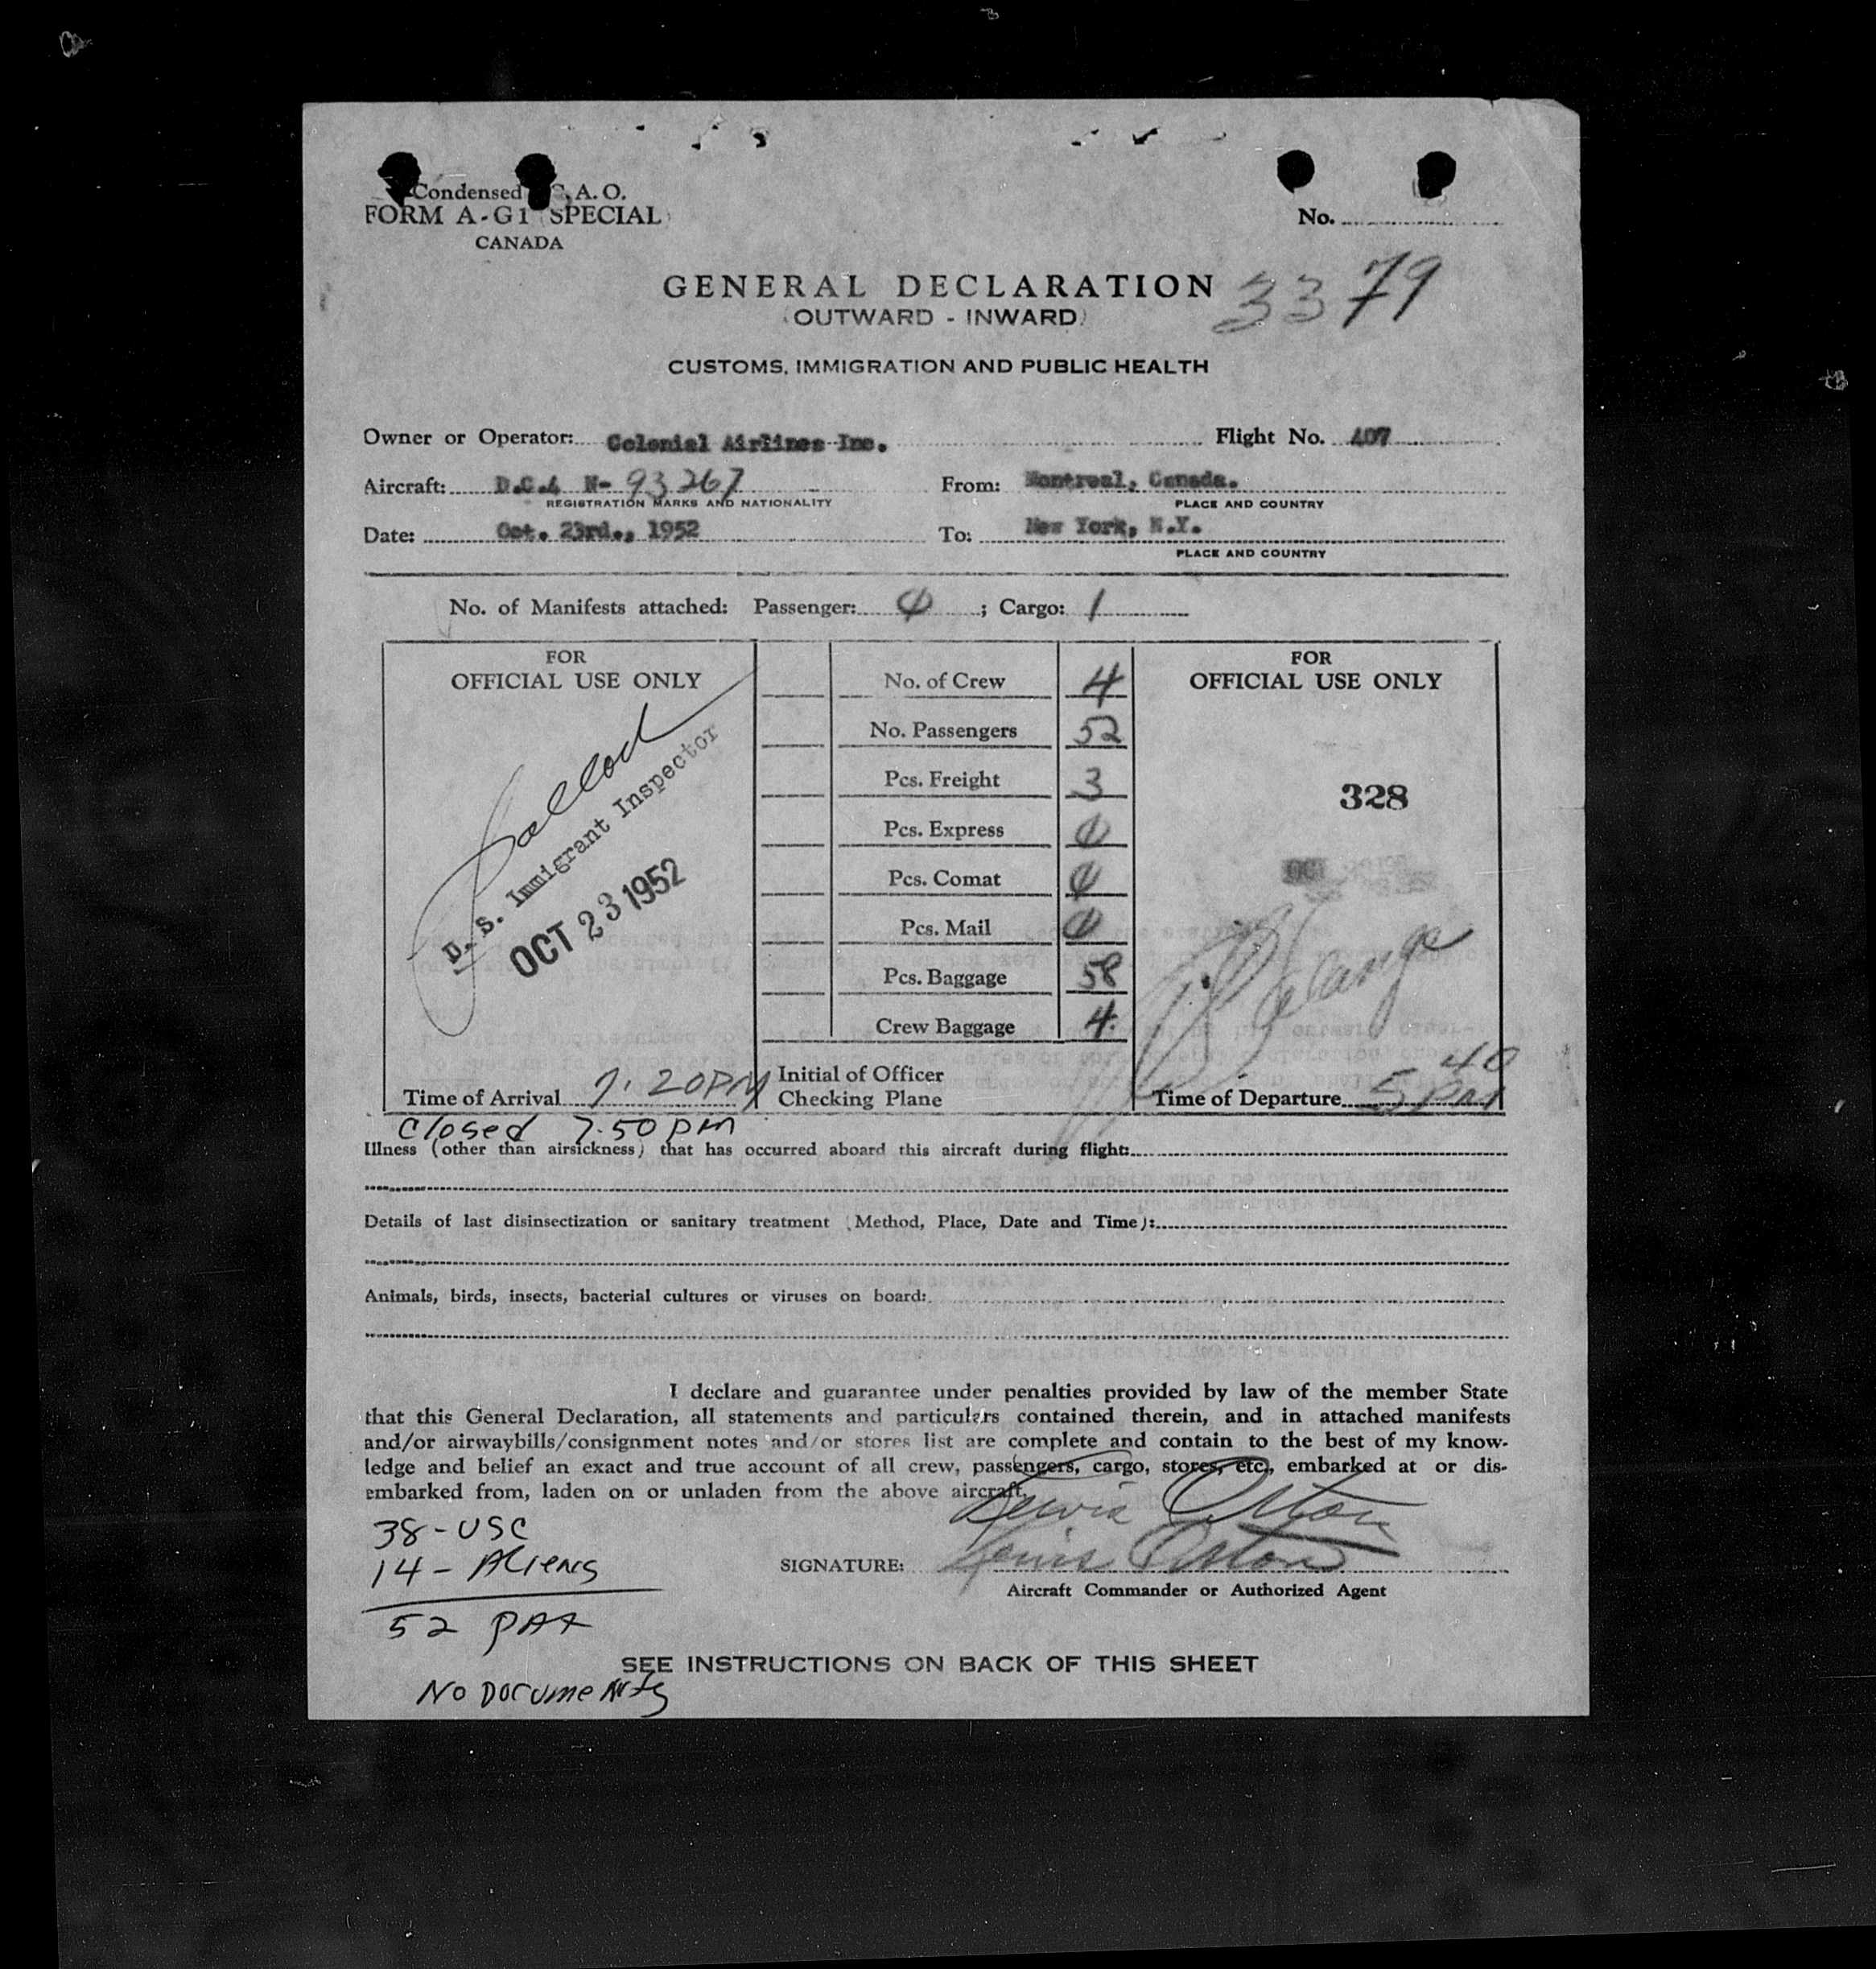 Condensed C.A.O.
FORM A-G1 SPECIAL
CANADA
No.
3379
GENERAL DECLARATION
(OUTWARD - INWARD)
CUSTOMS, IMMIGRATION AND PUBLIC HEALTH
Owner or Operator: Colonial Airlines Inc. Flight No. 407
Aircraft: D.C.4 N- 93267 From: Montreal, Canada.
REGISTRATION MARKS AND NATIONALITY PLACE AND COUNTRY
Date: Oct. 23rd., 1952 To: New York, N.Y.
PLACE AND COUNTRY
No. of Manifests attached: Passenger: 0 ; Cargo: 1
FOR
OFFICIAL USE ONLY
U. S. Immigrant Inspector
OCT 23 1952
Time of Arrival 7:20PM
Closed 7.50 pm
No. of Crew 4
No. Passengers 52
Pcs. Freight 3
Pcs. Express 0
Pcs. Comat 0
Pcs. Mail 0
Pcs. Baggage 58
Crew Baggage 4
Initial of Officer
Checking Plane
FOR
OFFICIAL USE ONLY
328
OCT
Belanger
Time of Departure 5 40 PM
Illness (other than airsickness) that has occurred aboard this aircraft during flight:
Details of last disinsectization or sanitary treatment (Method, Place, Date and Time):
Animals, birds, insects, bacterial cultures or viruses on board:
I declare and guarantee under penalties provided by law of the member State
that this General Declaration, all statements and particulars contained therein, and in attached manifests
and/or airwaybills/consignment notes and/or stores list are complete and contain to the best of my know-
ledge and belief an exact and true account of all crew, passengers, cargo, stores, etc., embarked at or dis-
embarked from, laden on or unladen from the above aircraft.
38-USC
14-Aliens
52 PAX
SIGNATURE:
Aircraft Commander or Authorized Agent
SEE INSTRUCTIONS ON BACK OF THIS SHEET
No Documents